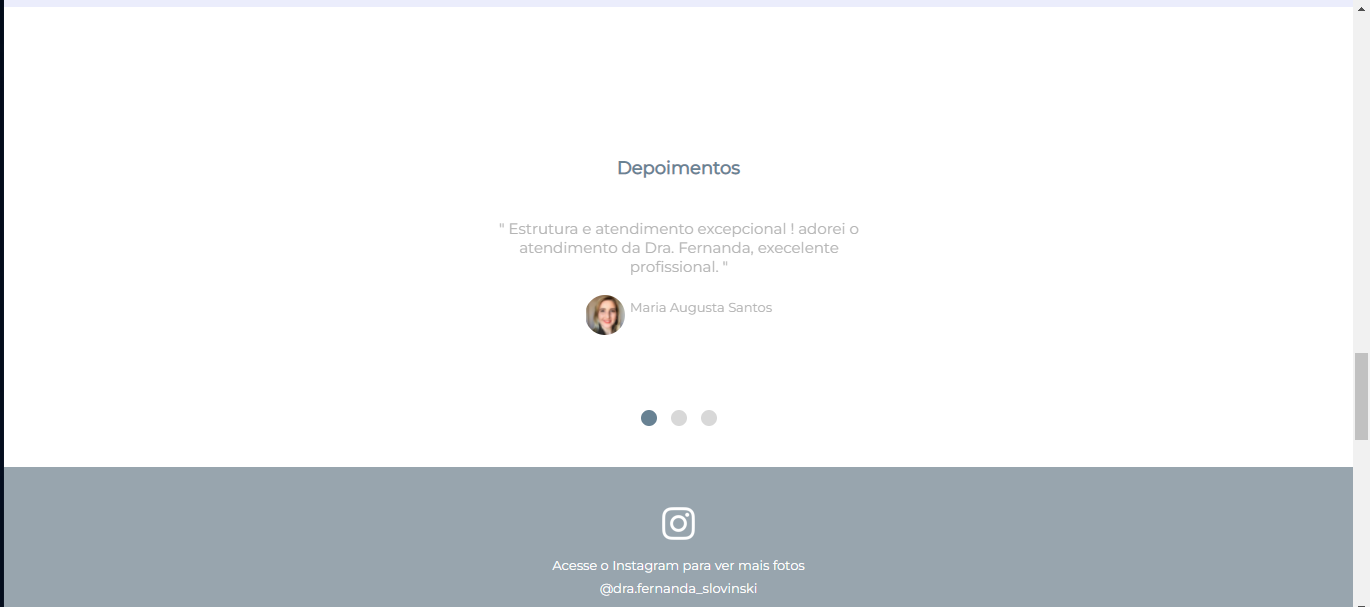 Depoimentos
" Estrutura e atendimento excepcional ! adorei o
atendimento da Dra. Fernanda, execelente
profissional. "
Maria Augusta Santos
Acesse o Instagram para ver mais fotos
@dra.fernanda_slovinski